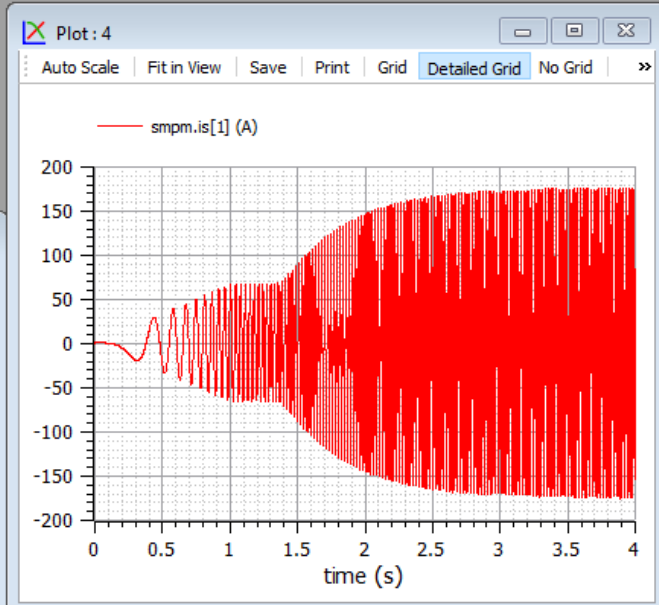 Plot : 4
Auto Scale Fit in View Save Print Grid Detailed Grid No Grid »
smpm.is[1] (A)
200
150
100
50
0
-50
-100
-150
-200
0 0.5 1 1.5 2 2.5 3 3.5 4
time (s)